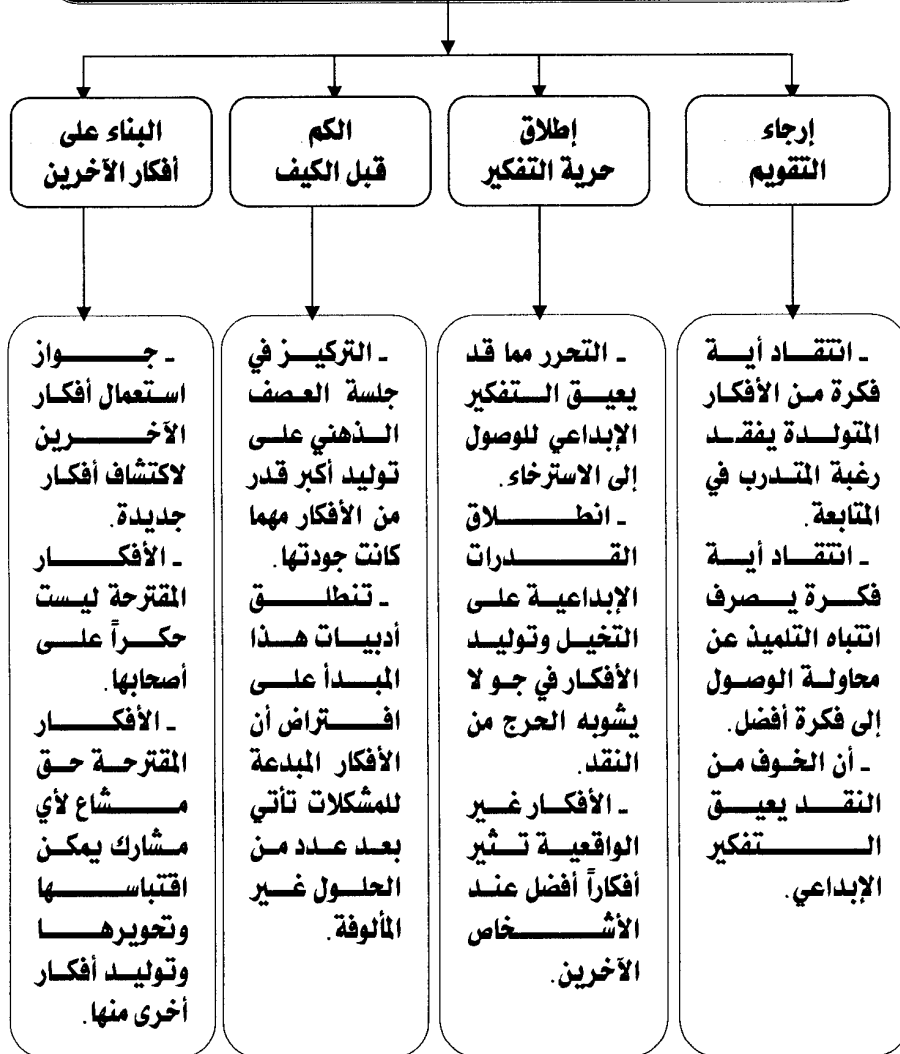 إرجاء
التقويم
إطلاق
حرية التفكير
الكم
قبل الكيف
البناء على
أفكار الآخرين
ـ انتقاد أية
فكرة من الأفكار
المتولدة يفقد
رغبة المتدرب في
المتابعة.
ـ انتقاد أية
فكرة يصرف
انتباه التلميذ عن
محاولة الوصول
إلى فكرة أفضل.
ـ أن الخوف من
النقد يعيق
التفكير
الإبداعي.
ـ التحرر مما قد
يعيق التفكير
الإبداعي للوصول
إلى الاسترخاء.
ـ انطلاق
القدرات
الإبداعية على
التخيل وتوليد
الأفكار في جو لا
يشوبه الحرج من
النقد.
ـ الأفكار غير
الواقعية تثير
أفكاراً أفضل عند
الأشخاص
الآخرين.
ـ التركيز في
جلسة العصف
الذهني على
توليد أكبر قدر
من الأفكار مهما
كانت جودتها.
ـ تنطلق
أدبيات هذا
المبدأ على
افتراض أن
الأفكار المبدعة
للمشكلات تأتي
بعد عدد من
الحلول غير
المألوفة.
ـ جواز
استعمال أفكار
الآخرين
لاكتشاف أفكار
جديدة.
ـ الأفكار
المقترحة ليست
حكراً على
أصحابها.
ـ الأفكار
المقترحة حق
مشاع لأي
مشارك يمكن
اقتباسها
وتحويرها
وتوليد أفكار
أخرى منها.